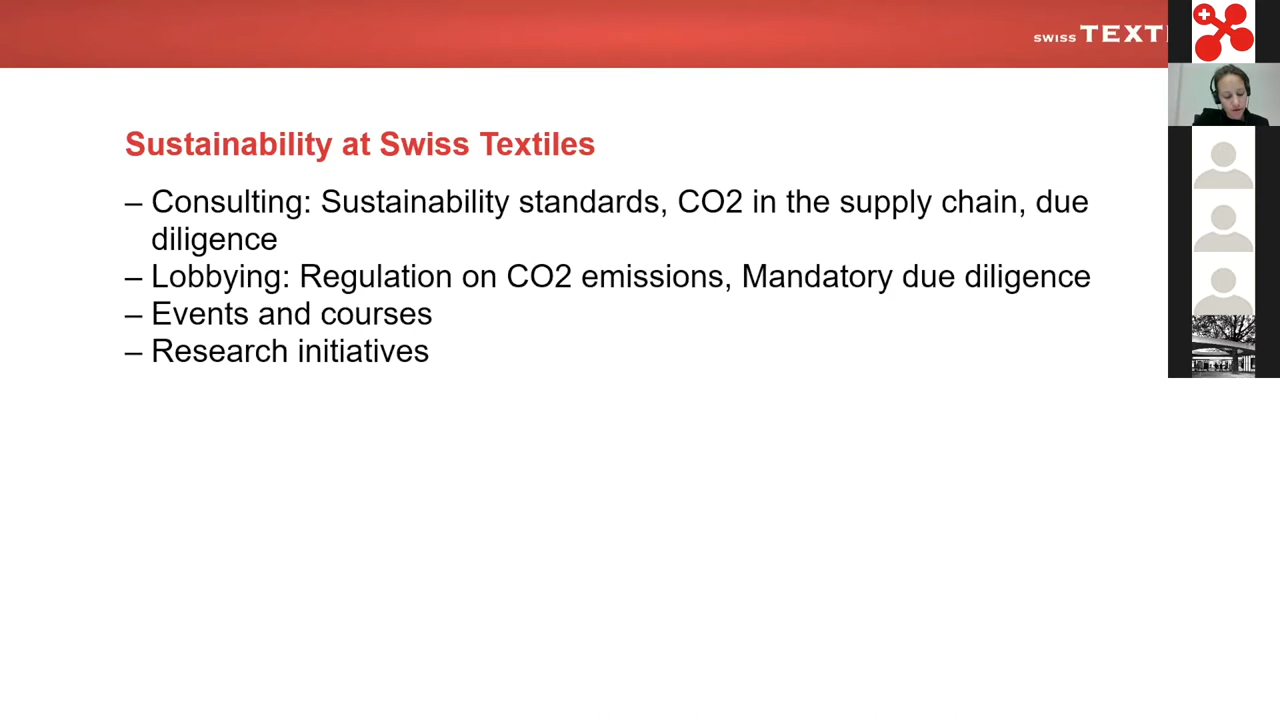 swiss TEXT
Sustainability at Swiss Textiles
– Consulting: Sustainability standards, CO2 in the supply chain, due
diligence
– Lobbying: Regulation on CO2 emissions, Mandatory due diligence
– Events and courses
– Research initiatives